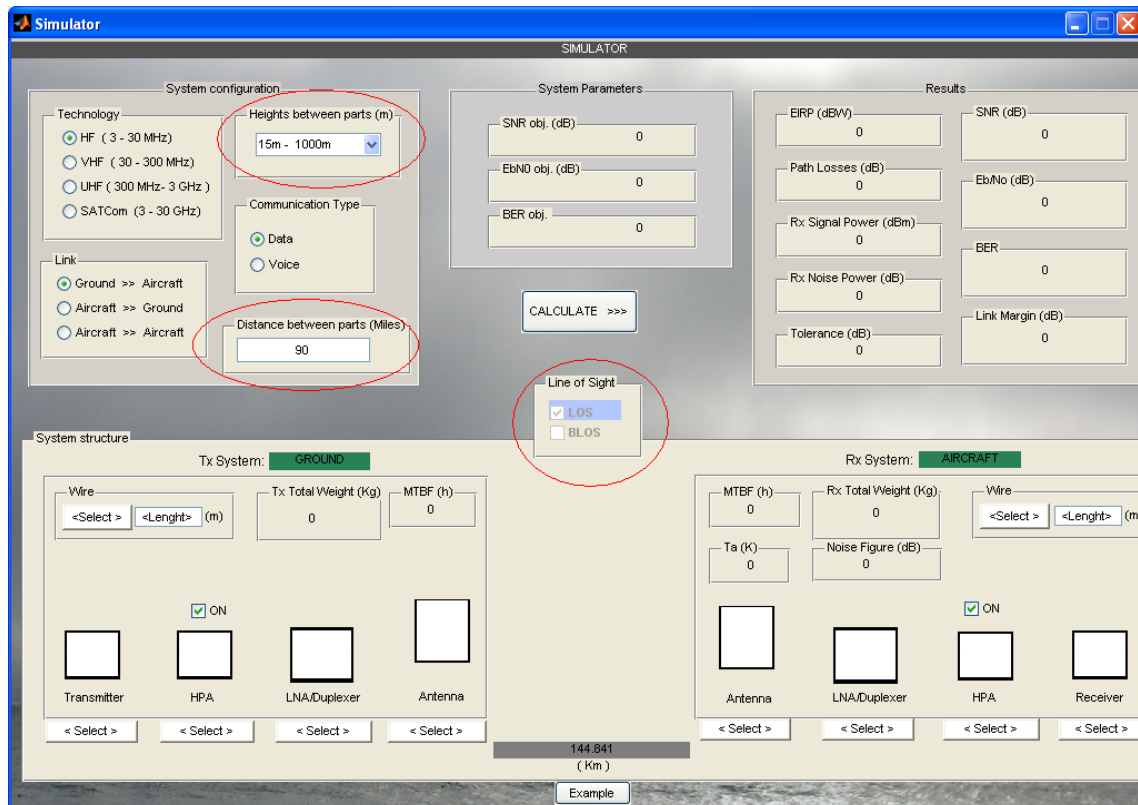 Simulator
SIMULATOR
System configuration
Technology
HF ( 3 - 30 MHz)
VHF ( 30 - 300 MHz)
UHF ( 300 MHz- 3 GHz )
SATCom (3 - 30 GHz)
Heights between parts (m)
15m - 1000m
Communication Type
Data
Voice
Link
Ground >> Aircraft
Aircraft >> Ground
Aircraft >> Aircraft
Distance between parts (Miles)
90
System Parameters
SNR obj. (dB)
0
EbN0 obj. (dB)
0
BER obj.
0
CALCULATE >>>
Line of Sight
LOS
BLOS
Results
EIRP (dBW)
0
Path Losses (dB)
0
Rx Signal Power (dBm)
0
Rx Noise Power (dB)
0
Tolerance (dB)
0
SNR (dB)
0
Eb/No (dB)
0
BER
0
Link Margin (dB)
0
System structure
Tx System: GROUND
Wire
<Select > <Lenght> (m)
Tx Total Weight (Kg)
0
MTBF (h)
0
ON
Transmitter HPA LNA/Duplexer Antenna
< Select > < Select > < Select > < Select >
Rx System: AIRCRAFT
MTBF (h)
0
Rx Total Weight (Kg)
0
Wire
<Select > <Lenght> (m
Ta (K)
0
Noise Figure (dB)
0
ON
Antenna LNA/Duplexer HPA Receiver
< Select > < Select > < Select > < Select >
144.841
( Km )
Example